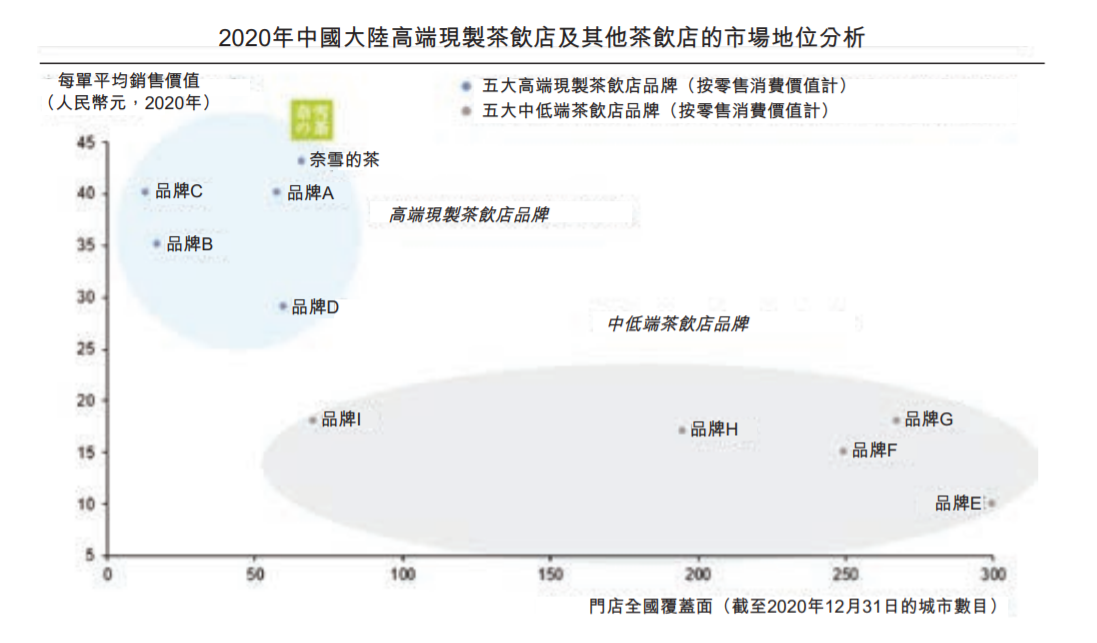 2020年中國大陸高端現製茶飲店及其他茶飲店的市場地位分析
每單平均銷售價值
（人民幣元，2020年）
五大高端現製茶飲店品牌（按零售消費價值計）
五大中低端茶飲店品牌（按零售消費價值計）
奈雪の茶
45
奈雪的茶
40
品牌C
品牌A
高端現製茶飲店品牌
35
品牌B
30
品牌D
中低端茶飲店品牌
25
20
品牌I
品牌H
品牌G
15
品牌F
10
品牌E
5
0
50
100
150
200
250
300
門店全國覆蓋面（截至2020年12月31日的城市數目）